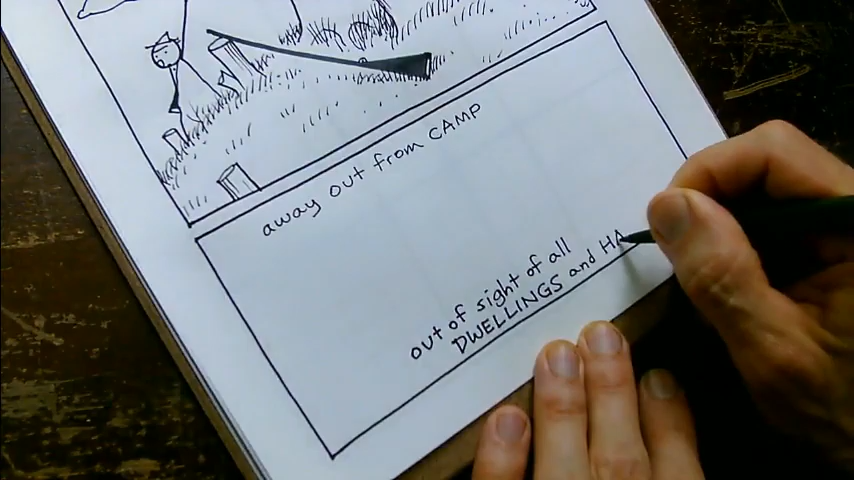 away out from CAMP
out of sight of all
DWELLINGS and HA